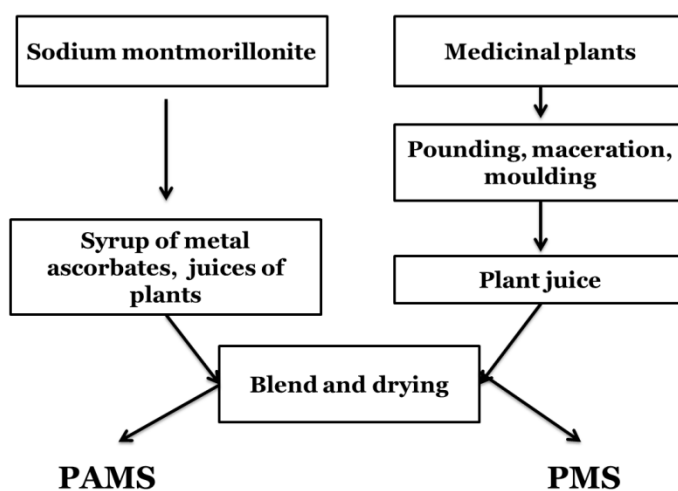 Sodium montmorillonite
Medicinal plants
Pounding, maceration,
moulding
Syrup of metal
ascorbates, juices of
plants
Plant juice
Blend and drying
PAMS
PMS